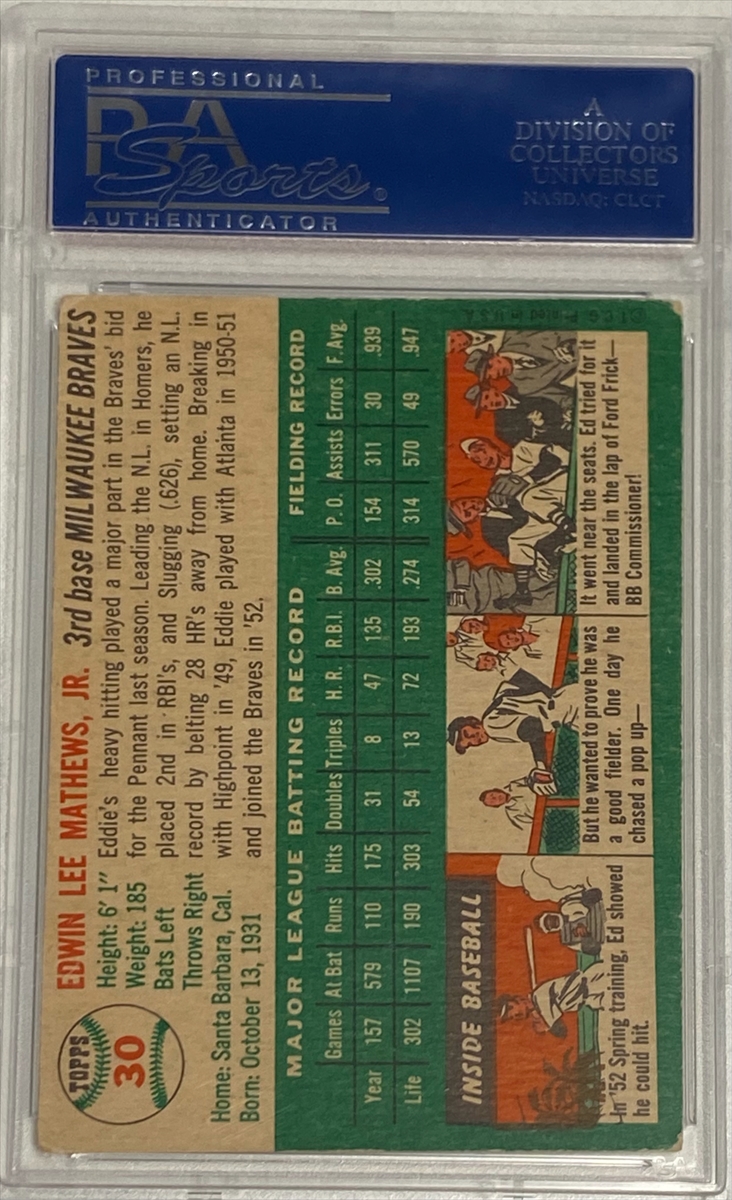 PROFESSIONAL
PSA
Sports
AUTHENTICATOR
A
DIVISION OF
COLLECTORS
UNIVERSE
NASDAQ: CLCT
TOPPS
30
EDWIN LEE MATHEWS, JR. 3rd base MILWAUKEE BRAVES
Height: 6' 1"
Weight: 185
Bats Left
Throws Right
Home: Santa Barbara, Cal.
Born: October 13, 1931
Eddie's heavy hitting played a major part in the Braves' bid
for the Pennant last season. Leading the N.L. in Homers, he
placed 2nd in RBI's, and Slugging (.626), setting an N.L.
record by belting 28 HR's away from home. Breaking in
with Highpoint in '49, Eddie played with Atlanta in 1950-51
and joined the Braves in '52.
MAJOR LEAGUE BATTING RECORD FIELDING RECORD
Games At Bat Runs Hits Doubles Triples H. R. R.B.I. B. Avg. P. O. Assists Errors F. Avg.
Year 157 579 110 175 31 8 47 135 .302 154 311 30 .939
Life 302 1107 190 303 54 13 72 193 .274 314 570 49 .947
INSIDE BASEBALL
In '52 Spring training, Ed showed
he could hit.
But he wanted to prove he was
a good fielder. One day he
chased a pop up—
It went near the seats. Ed tried for it
and landed in the lap of Ford Frick—
BB Commissioner!
©T.C.G. Printed in U.S.A.